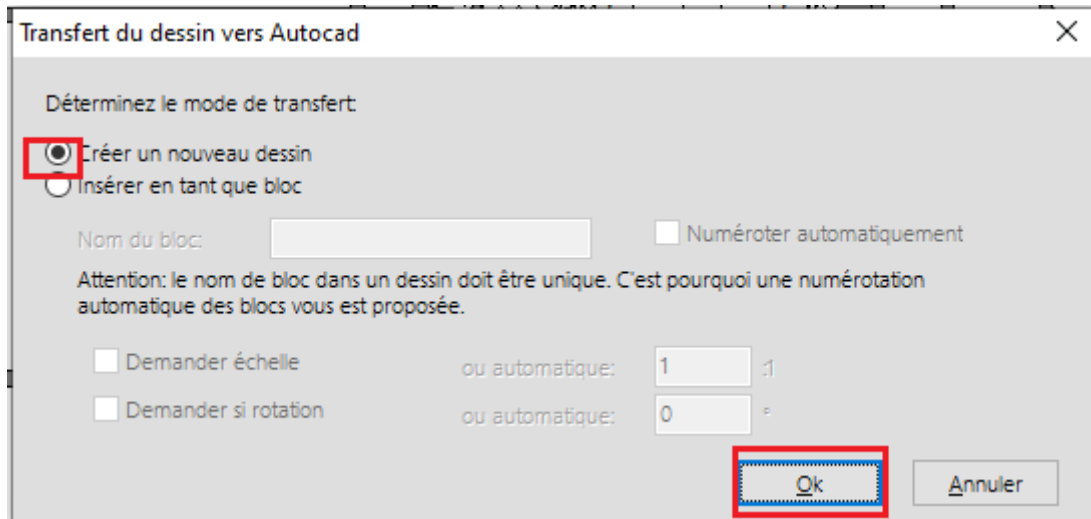 Transfert du dessin vers Autocad
Déterminez le mode de transfert:
Créer un nouveau dessin
Insérer en tant que bloc
Nom du bloc:
Numéroter automatiquement
Attention: le nom de bloc dans un dessin doit être unique. C'est pourquoi une numérotation
automatique des blocs vous est proposée.
Demander échelle ou automatique: 1 :1
Demander si rotation ou automatique: 0 °
Ok Annuler